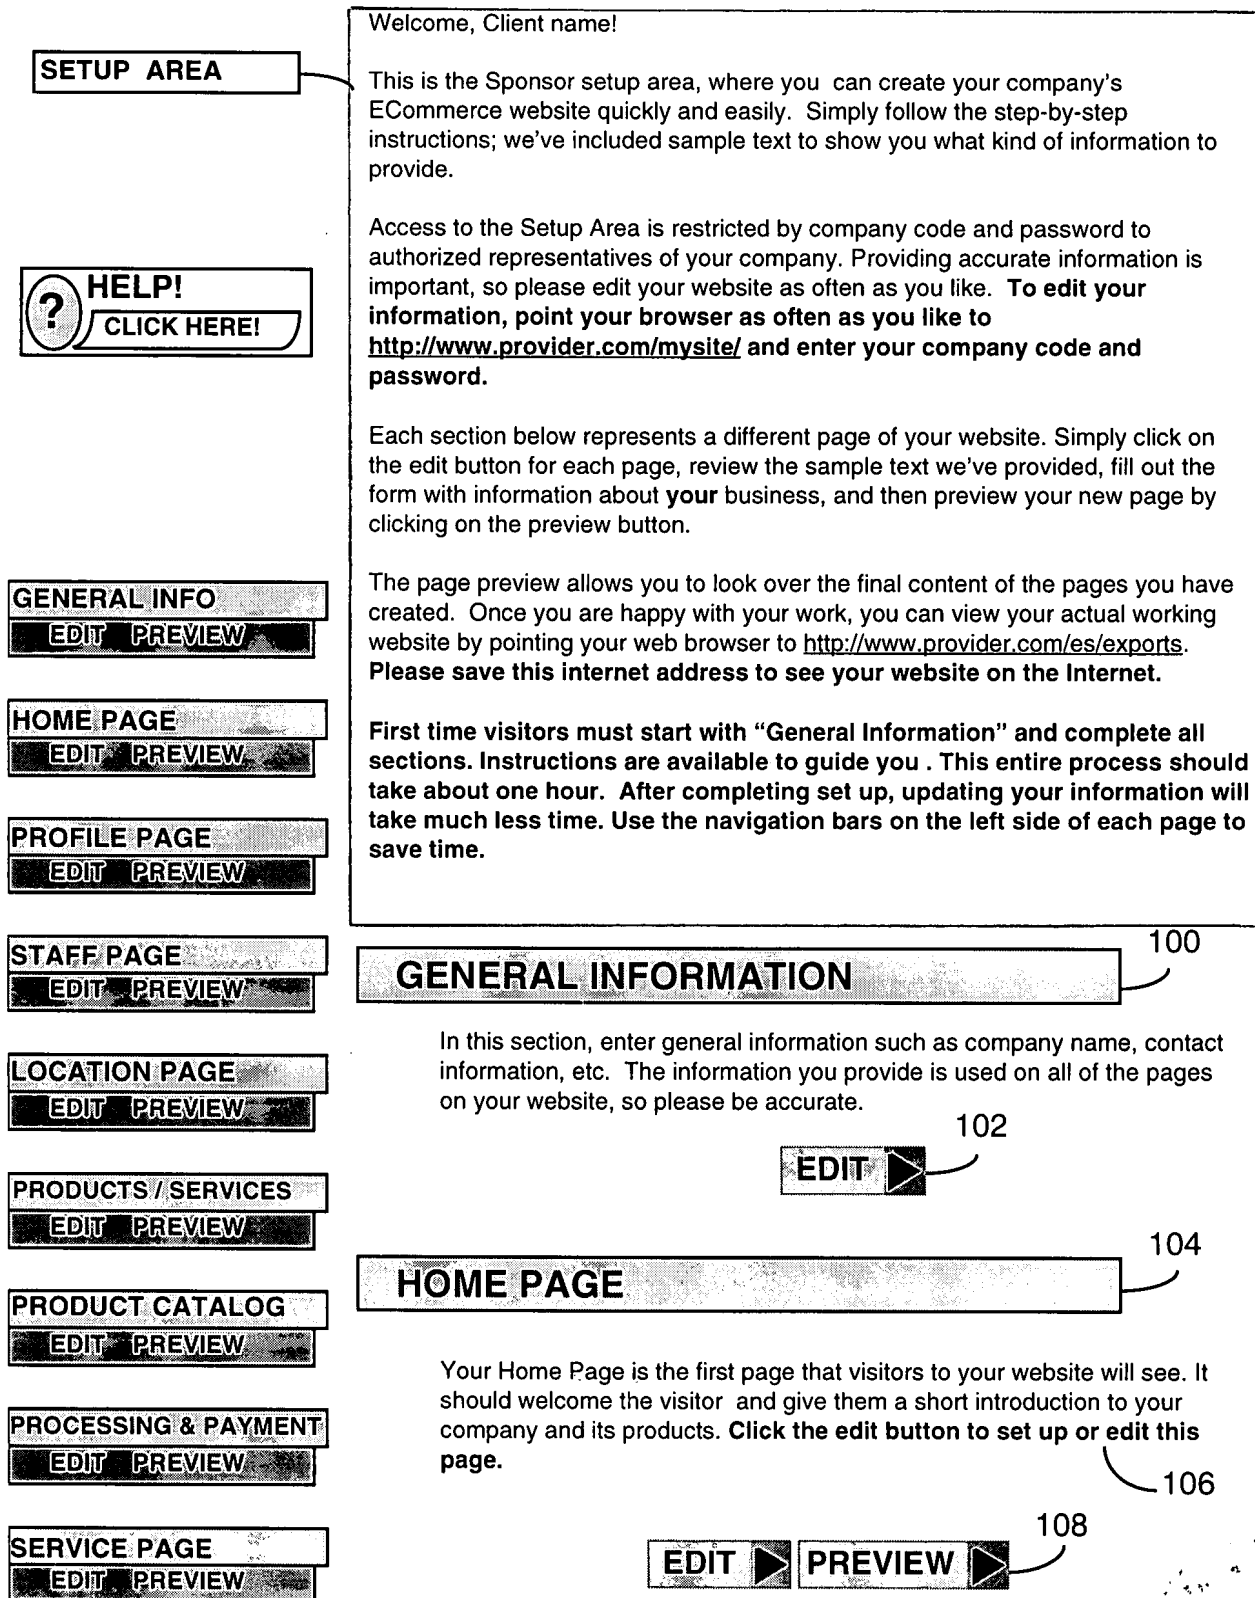 SETUP AREA
HELP!
?
CLICK HERE!
GENERAL INFO
EDIT PREVIEW
HOME PAGE
EDIT PREVIEW
PROFILE PAGE
EDIT PREVIEW
STAFF PAGE
EDIT PREVIEW
LOCATION PAGE
EDIT PREVIEW
PRODUCTS / SERVICES
EDIT PREVIEW
PRODUCT CATALOG
EDIT PREVIEW
PROCESSING & PAYMENT
EDIT PREVIEW
SERVICE PAGE
EDIT PREVIEW
Welcome, Client name!
This is the Sponsor setup area, where you can create your company's
ECommerce website quickly and easily. Simply follow the step-by-step
instructions; we've included sample text to show you what kind of information to
provide.
Access to the Setup Area is restricted by company code and password to
authorized representatives of your company. Providing accurate information is
important, so please edit your website as often as you like. To edit your
information, point your browser as often as you like to
http://www.provider.com/mysite/ and enter your company code and
password.
Each section below represents a different page of your website. Simply click on
the edit button for each page, review the sample text we've provided, fill out the
form with information about your business, and then preview your new page by
clicking on the preview button.
The page preview allows you to look over the final content of the pages you have
created. Once you are happy with your work, you can view your actual working
website by pointing your web browser to http://www.provider.com/es/exports.
Please save this internet address to see your website on the Internet.
First time visitors must start with “General Information” and complete all
sections. Instructions are available to guide you . This entire process should
take about one hour. After completing set up, updating your information will
take much less time. Use the navigation bars on the left side of each page to
save time.
100
GENERAL INFORMATION
In this section, enter general information such as company name, contact
information, etc. The information you provide is used on all of the pages
on your website, so please be accurate.
102
EDIT
104
HOME PAGE
Your Home Page is the first page that visitors to your website will see. It
should welcome the visitor and give them a short introduction to your
company and its products. Click the edit button to set up or edit this
page.
106
108
EDIT PREVIEW